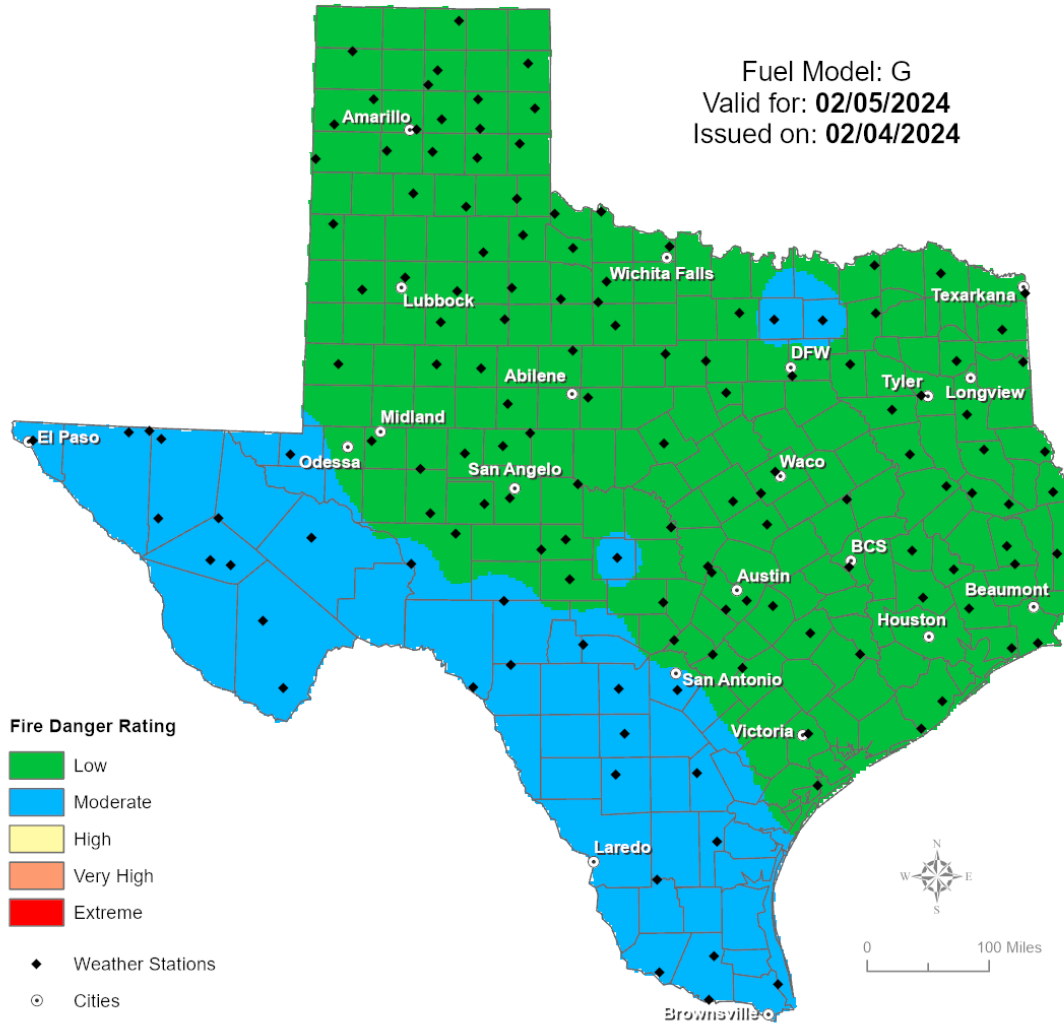 Fuel Model: G
Valid for: 02/05/2024
Issued on: 02/04/2024
Amarillo
Wichita Falls
Lubbock
Texarkana
DFW
Abilene
Tyler
Longview
Midland
El Paso
Odessa
San Angelo
Waco
BCS
Austin
Beaumont
Houston
San Antonio
Victoria
Laredo
Brownsville
Fire Danger Rating
Low
Moderate
High
Very High
Extreme
Weather Stations
Cities
N
W E
S
0 100 Miles